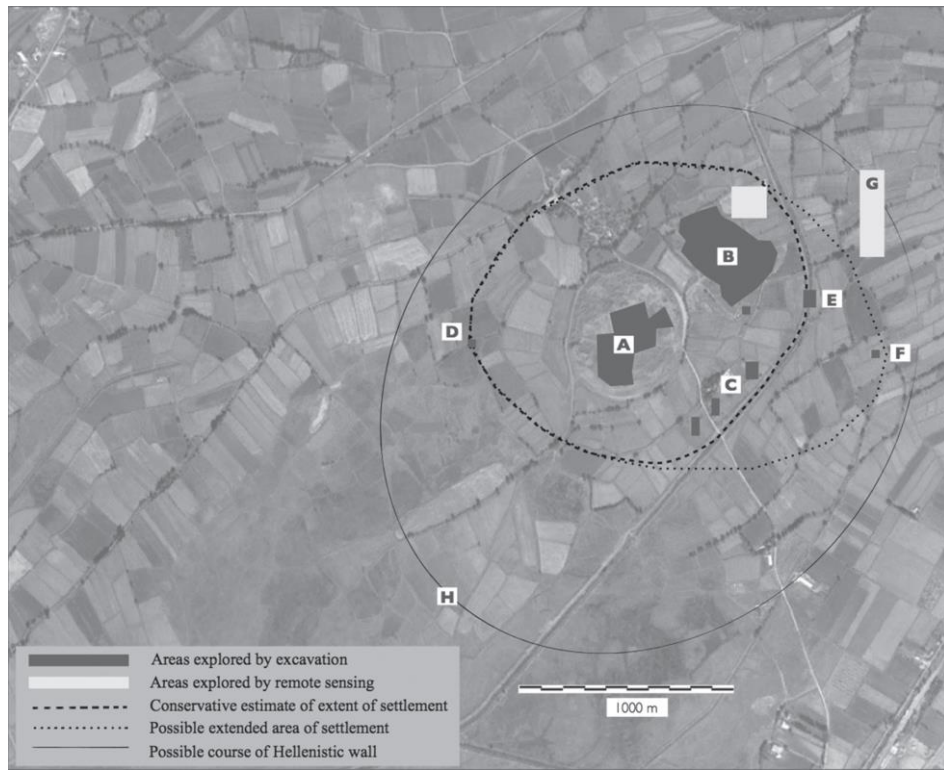 G
B
E
D
A
F
C
H
Areas explored by excavation
Areas explored by remote sensing
Conservative estimate of extent of settlement
Possible extended area of settlement
Possible course of Hellenistic wall
1000 m